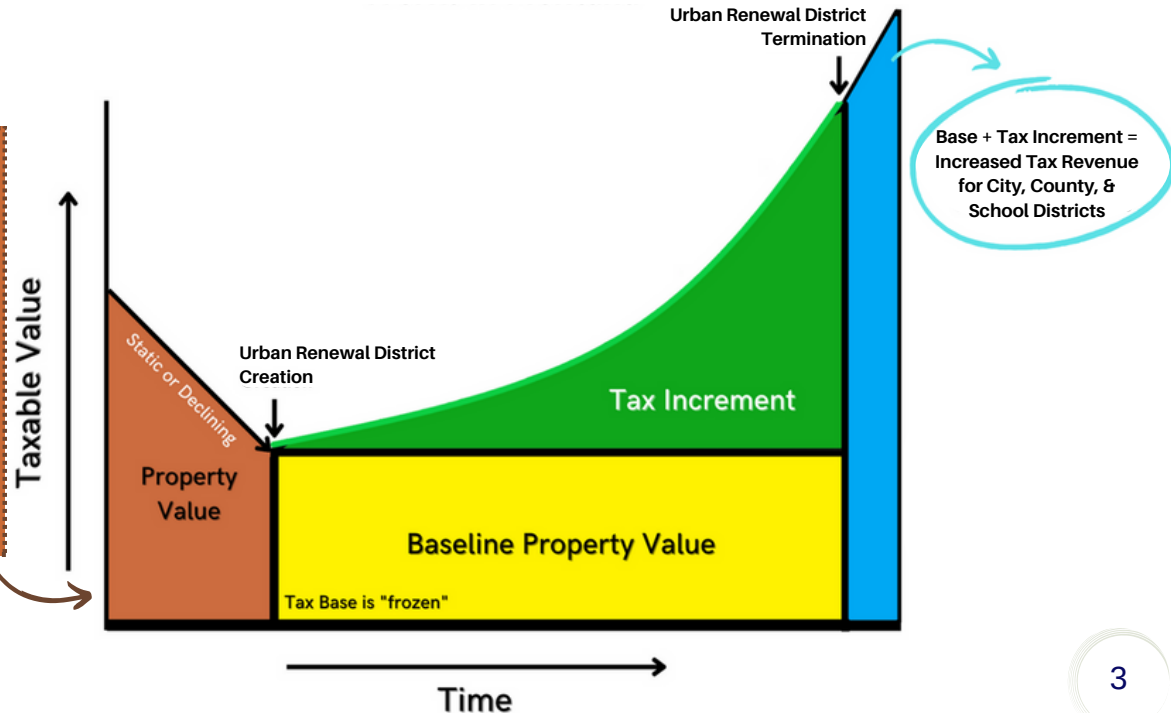 Urban Renewal District
Termination
Base + Tax Increment =
Increased Tax Revenue
for City, County, &
School Districts
Taxable Value
Static or Declining
Urban Renewal District
Creation
Tax Increment
Property
Value
Baseline Property Value
Tax Base is "frozen"
Time
3